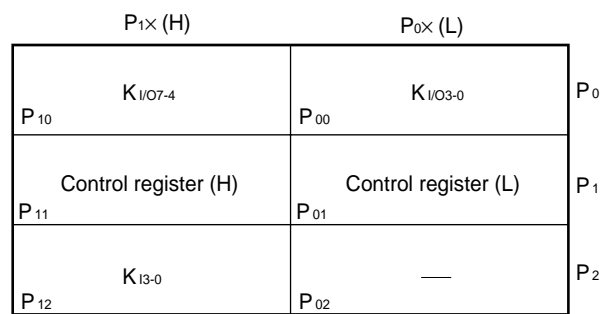 P1× (H) P0× (L)
KI/O7-4 KI/O3-0 P0
P10 P00
Control register (H) Control register (L) P1
P11 P01
KI3-0 — P2
P12 P02